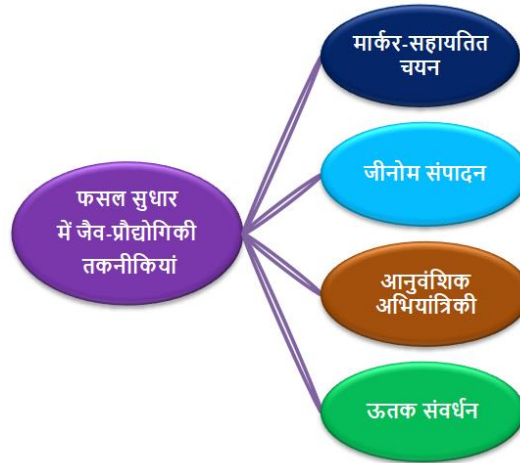 फसल सुधार
में जैव-प्रौद्योगिकी
तकनीकियां
मार्कर-सहायतित
चयन
जीनोम संपादन
आनुवंशिक
अभियांत्रिकी
ऊतक संवर्धन